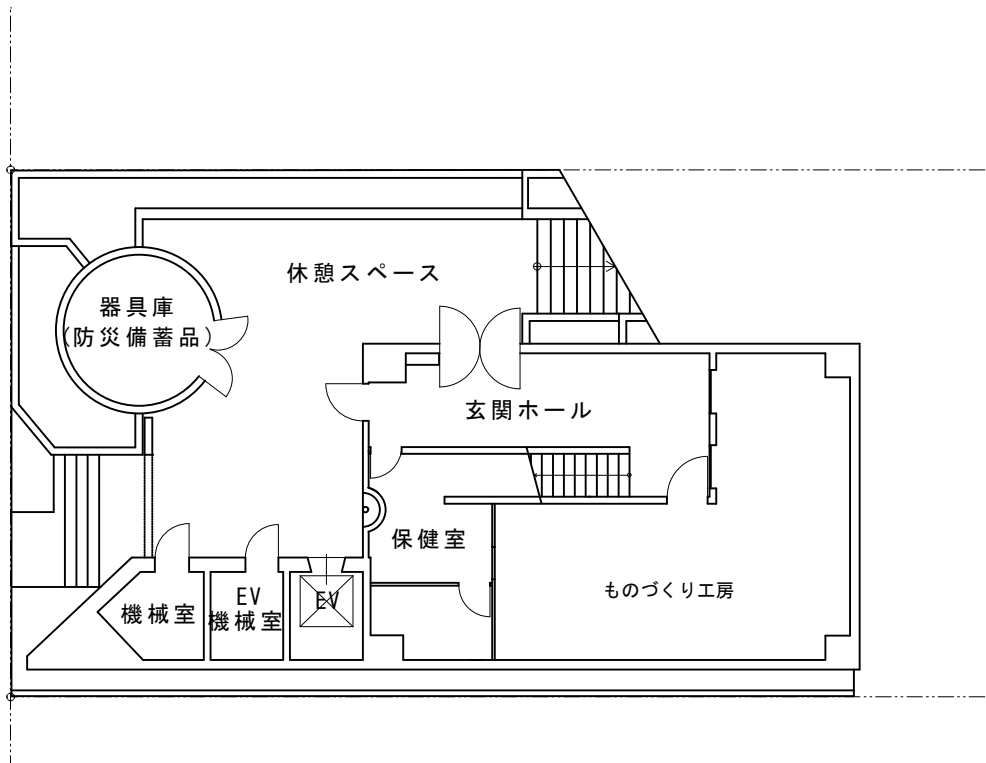 休憩スペース
器具庫
(防災備蓄品)
玄関ホール
保健室
ものづくり工房
機械室
EV
機械室
EV